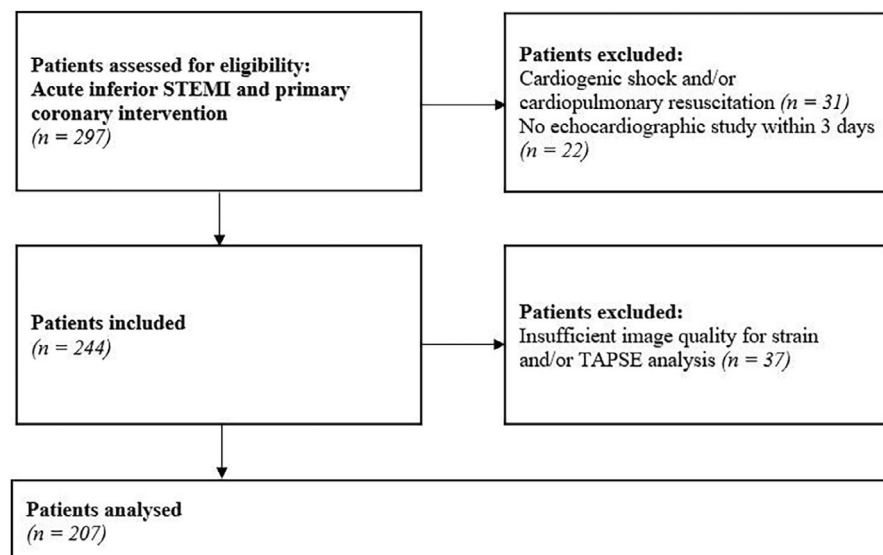 Patients assessed for eligibility:
Acute inferior STEMI and primary
coronary intervention
(n = 297)
Patients excluded:
Cardiogenic shock and/or
cardiopulmonary resuscitation (n = 31)
No echocardiographic study within 3 days
(n = 22)
Patients included
(n = 244)
Patients excluded:
Insufficient image quality for strain
and/or TAPSE analysis (n = 37)
Patients analysed
(n = 207)